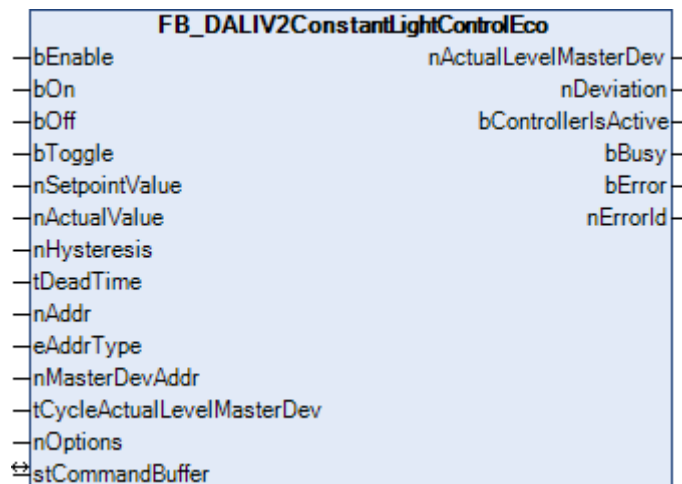 FB_DALIV2ConstantLightControlEco
bEnable nActualLevelMasterDev
bOn nDeviation
bOff bControllerIsActive
bToggle bBusy
nSetpointValue bError
nActualValue nErrorId
nHysteresis
tDeadTime
nAddr
eAddrType
nMasterDevAddr
tCycleActualLevelMasterDev
nOptions
stCommandBuffer